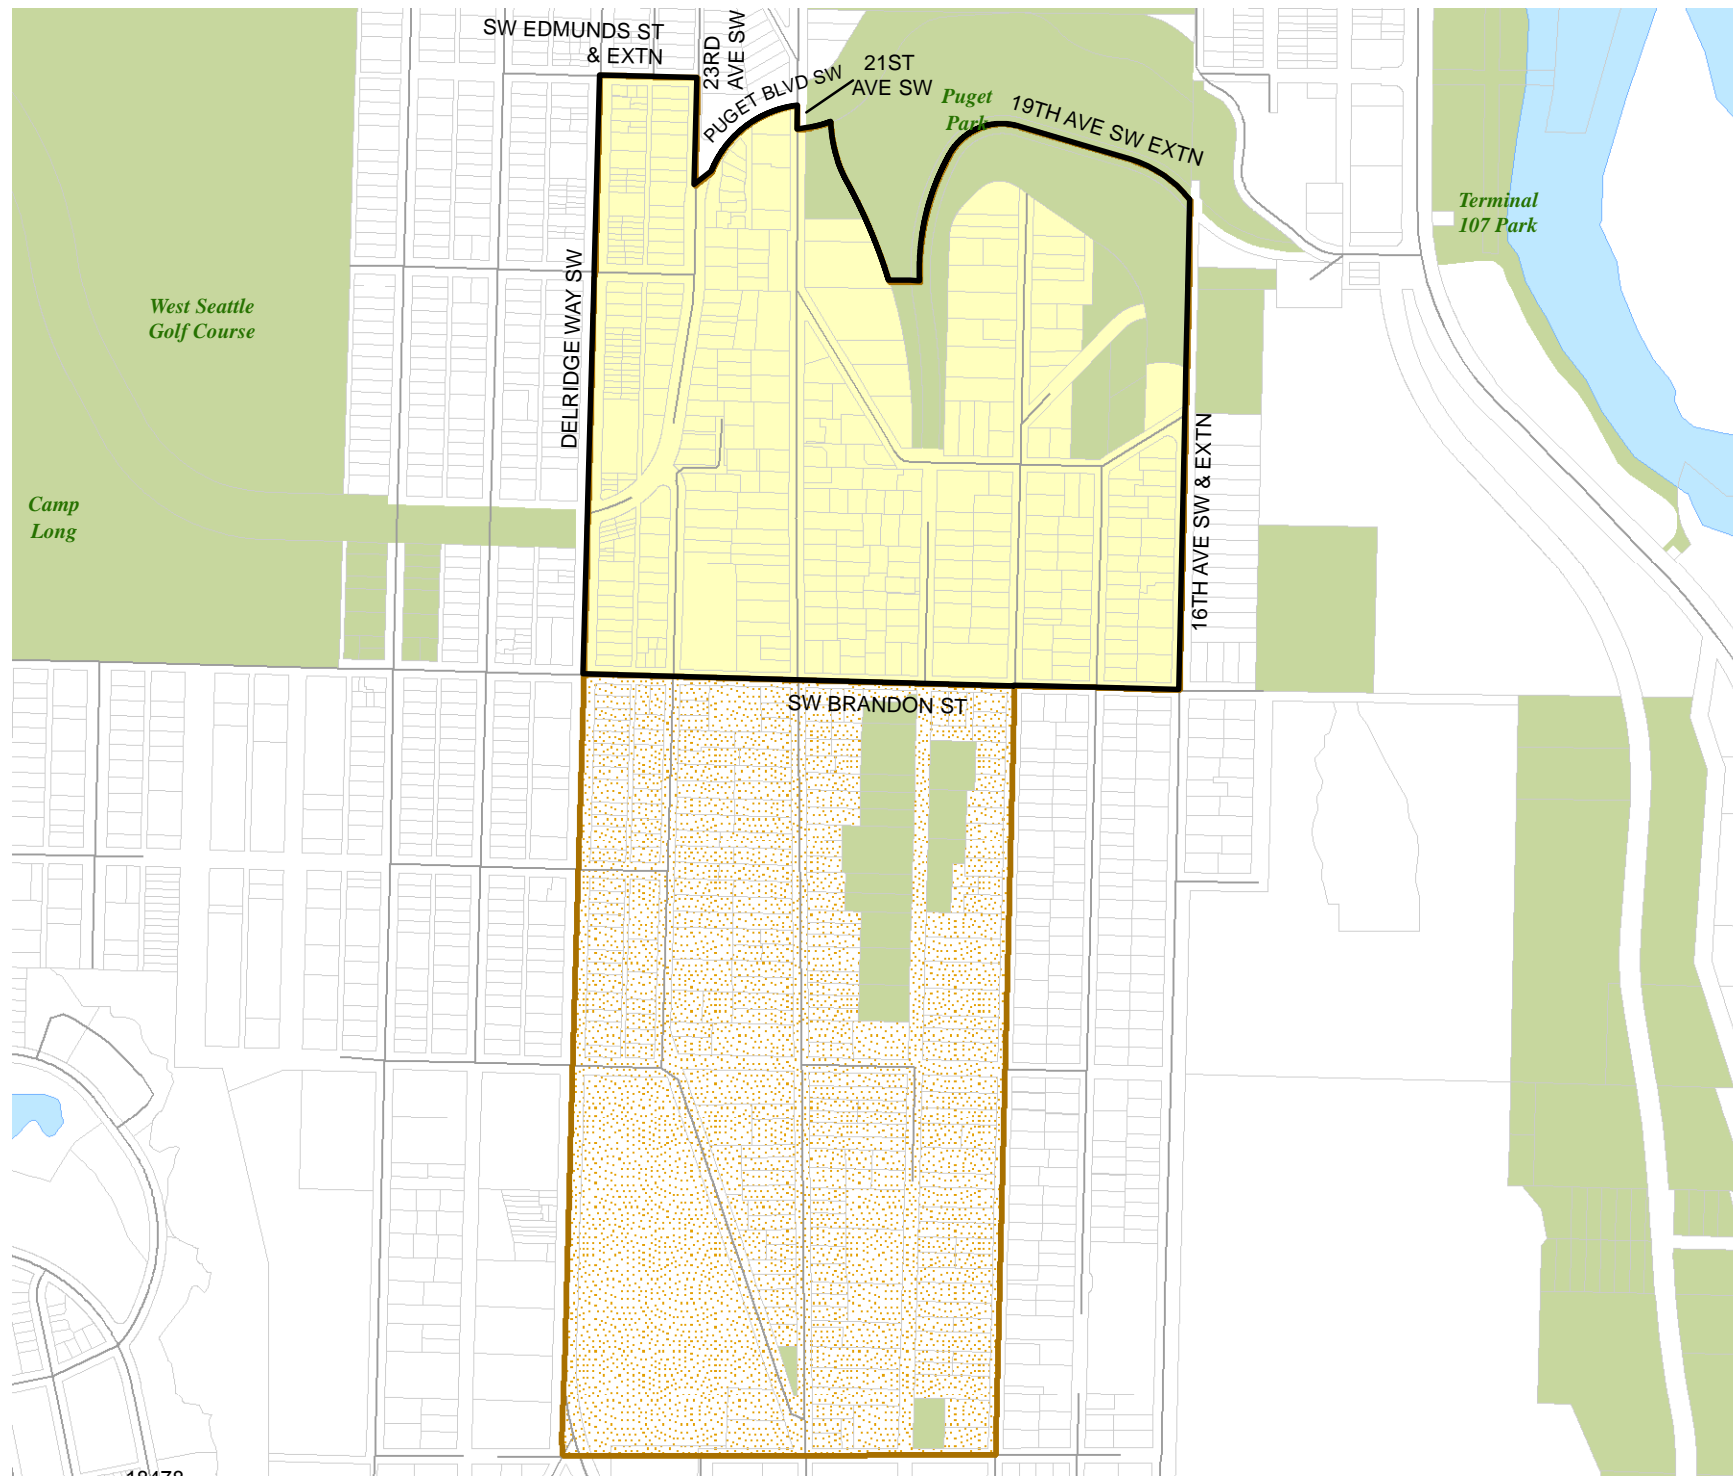 SW EDMUNDS ST
& EXTN
23RD
AVE SW
PUGET BLVD SW
21ST
AVE SW
Puget
Park
19TH AVE SW EXTN
Terminal
107 Park
West Seattle
Golf Course
DELRIDGE WAY SW
Camp
Long
16TH AVE SW & EXTN
SW BRANDON ST